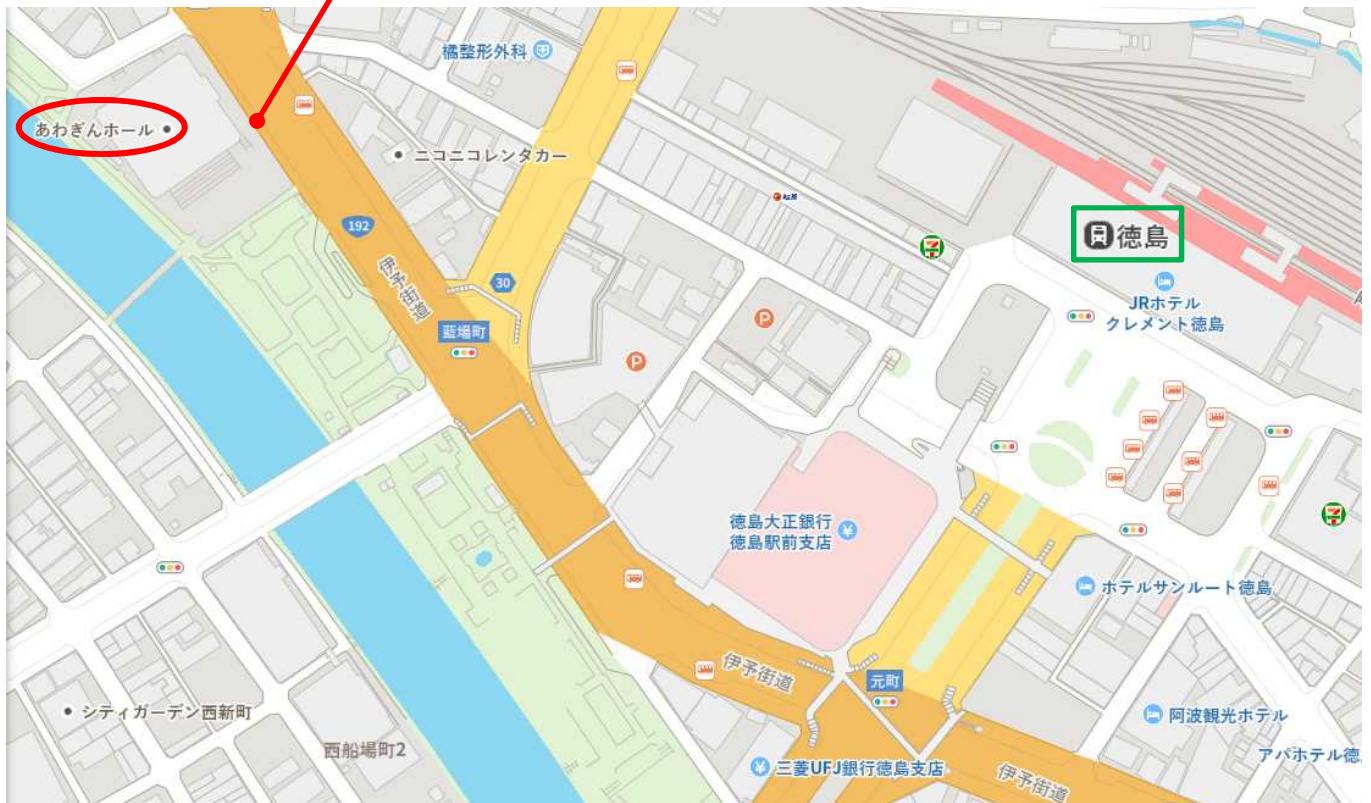 橘整形外科
あわぎんホール
ニコニコレンタカー
松屋
徳島
192
伊予街道
30
JRホテル
クレメント徳島
藍場町
P
P
徳島大正銀行
徳島駅前支店
ホテルサンルート徳島
伊予街道
元町
シティガーデン西新町
阿波観光ホテル
西船場町2
アパホテル徳
三菱UFJ銀行徳島支店
伊予街道